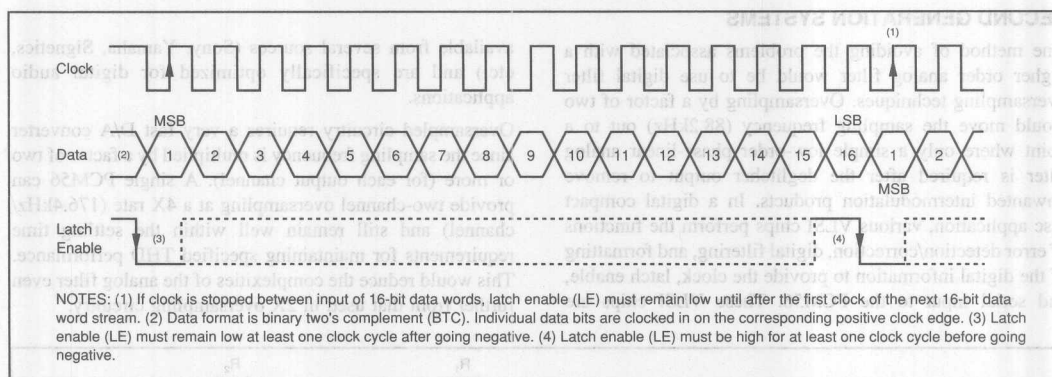 Clock
(1)
MSB
LSB
Data (2) 1 2 3 4 5 6 7 8 9 10 11 12 13 14 15 16 1 2
MSB
Latch
Enable
(3)
(4)
NOTES: (1) If clock is stopped between input of 16-bit data words, latch enable (LE) must remain low until after the first clock of the next 16-bit data
word stream. (2) Data format is binary two's complement (BTC). Individual data bits are clocked in on the corresponding positive clock edge. (3) Latch
enable (LE) must remain low at least one clock cycle after going negative. (4) Latch enable (LE) must be high for at least one clock cycle before going
negative.